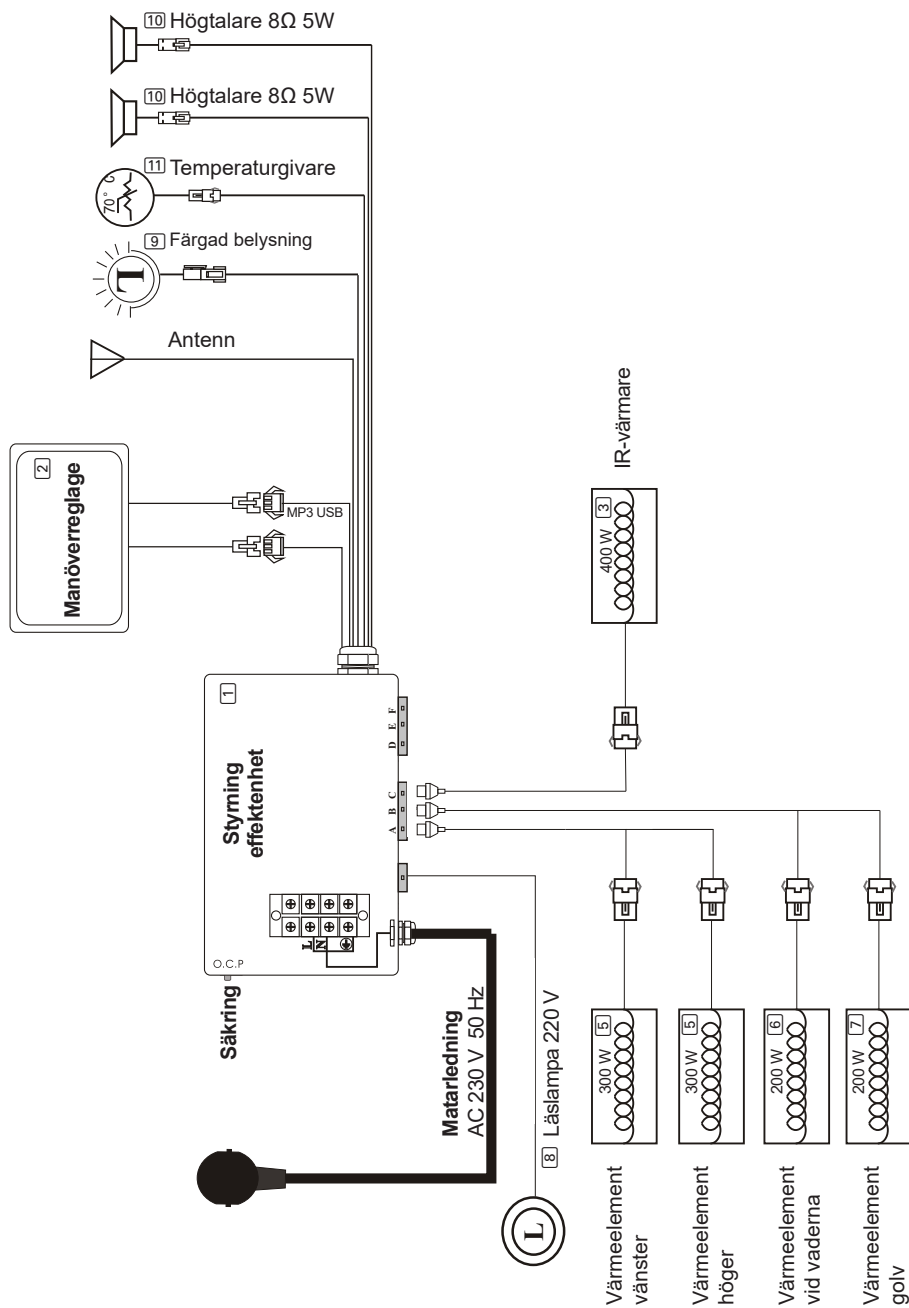 10 Högtalare 8Ω 5W
10 Högtalare 8Ω 5W
11 Temperaturgivare
70° C
9 Färgad belysning
L
Antenn
2
Manöverreglage
MP3 USB
IR-värmare
3
400 W
1
Styrning
effektenhet
D E F
A B C
L
N
O.C.P
Säkring
Matarledning
AC 230 V 50 Hz
8 Läslampa 220 V
L
5
300 W
Värmeelement
vänster
5
300 W
Värmeelement
höger
6
200 W
Värmeelement
vid vaderna
7
200 W
Värmeelement
golv